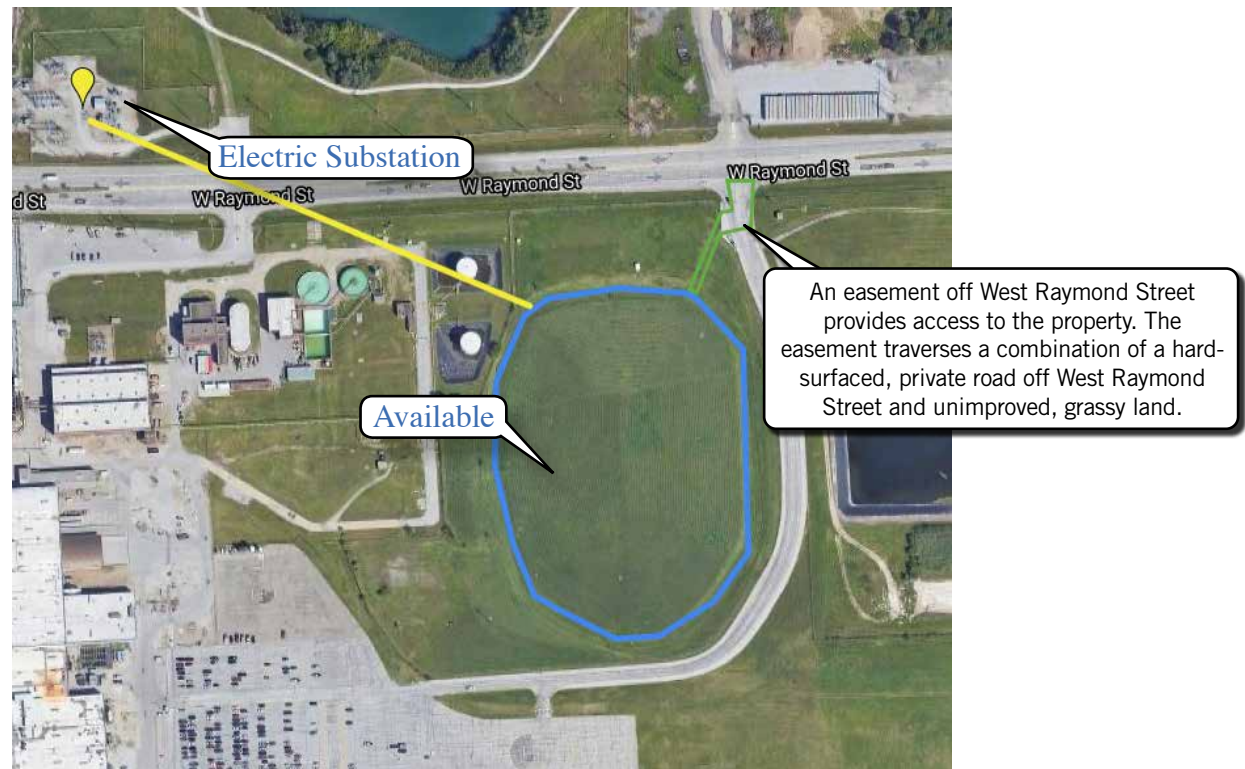 Electric Substation
W Raymond St
W Raymond St
W Raymond St
d St
An easement off West Raymond Street
provides access to the property. The
easement traverses a combination of a hard-
surfaced, private road off West Raymond
Street and unimproved, grassy land.
Available